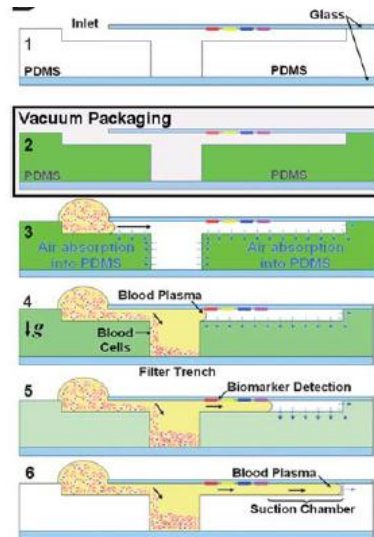 Inlet
Glass
1
PDMS
PDMS
Vacuum Packaging
2
PDMS
PDMS
3
Air absorption
into PDMS
Air absorption
into PDMS
4
Blood Plasma
g
Blood
Cells
Filter Trench
5
Biomarker Detection
6
Blood Plasma
Suction Chamber